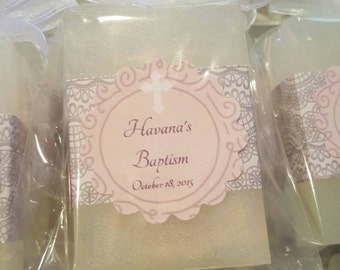 Havana's
Baptism
October 18, 2015